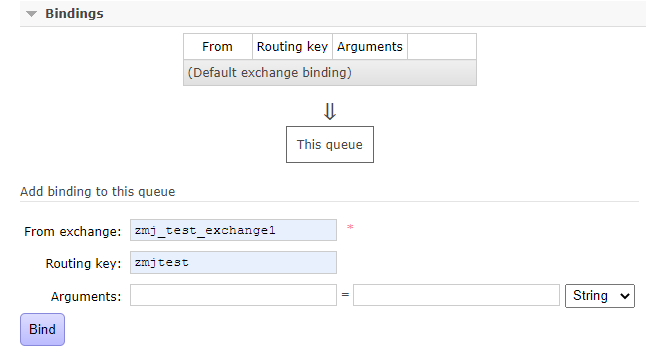 Bindings
From Routing key Arguments
(Default exchange binding)
⇓
This queue
Add binding to this queue
From exchange: zmj_test_exchange1 *
Routing key: zmjtest
Arguments: = String
Bind